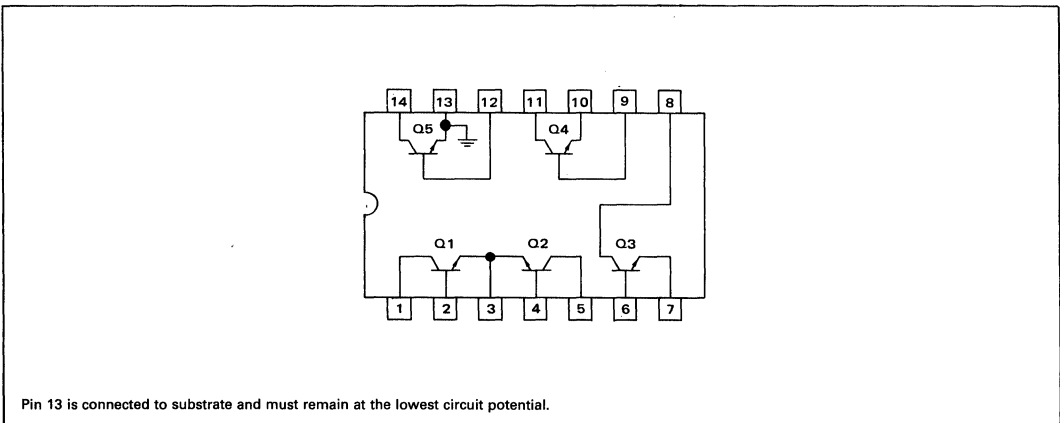 14 13 12 11 10 9 8
Q5 Q4
Q1 Q2 Q3
1 2 3 4 5 6 7
Pin 13 is connected to substrate and must remain at the lowest circuit potential.